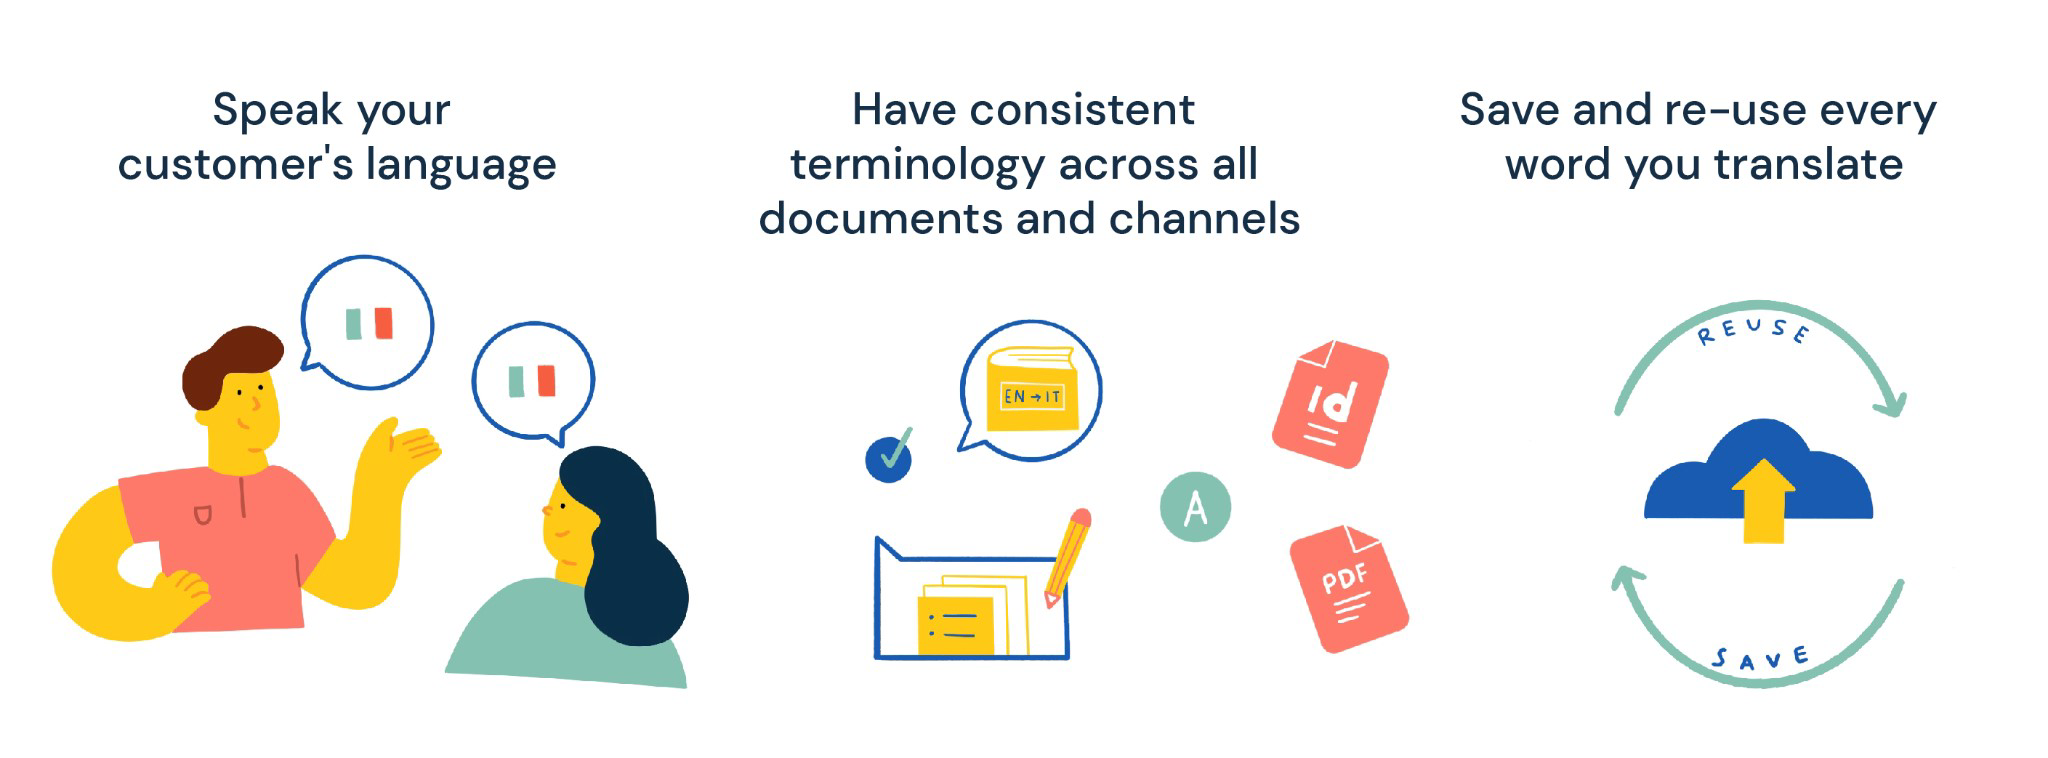 Speak your
customer's language
Have consistent
terminology across all
documents and channels
EN → IT
Id
A
PDF
Save and re-use every
word you translate
REUSE
SAVE